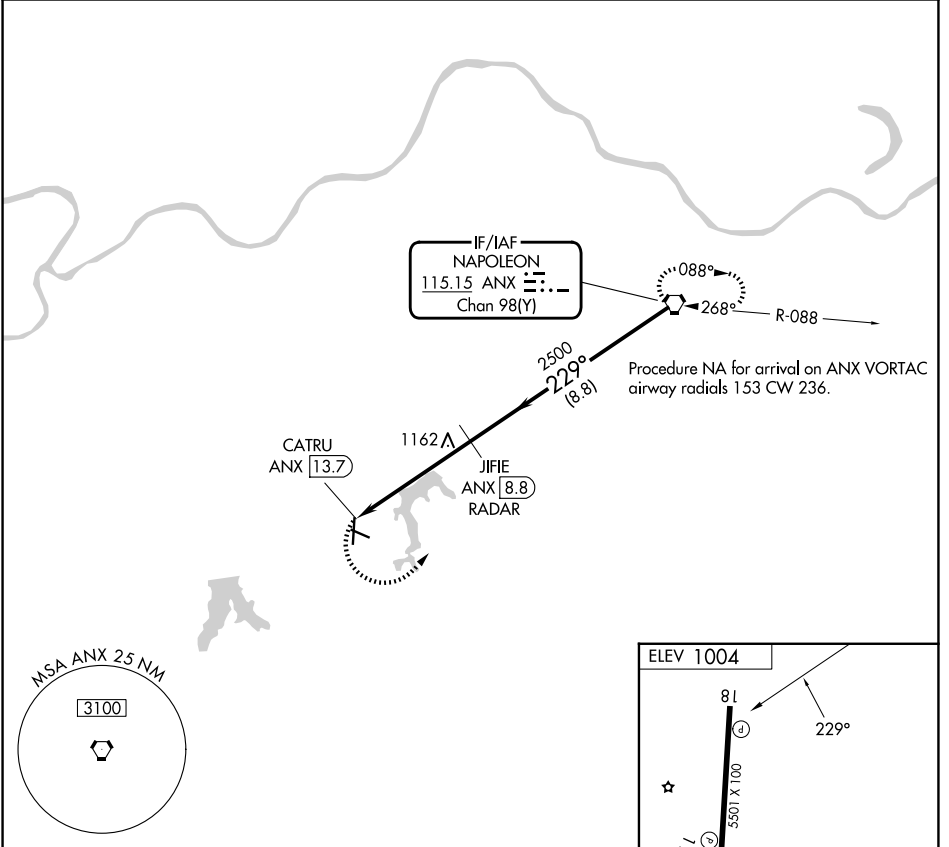 IF/IAF
NAPOLEON
115.15 ANX
Chan 98(Y)
088°
268°
R-088
2500
229°
(8.8)
Procedure NA for arrival on ANX VORTAC
airway radials 153 CW 236.
1162
CATRU
ANX 13.7
JIFIE
ANX 8.8
RADAR
MSA ANX 25 NM
3100
ELEV 1004
18
229°
P
5501 X 100
P